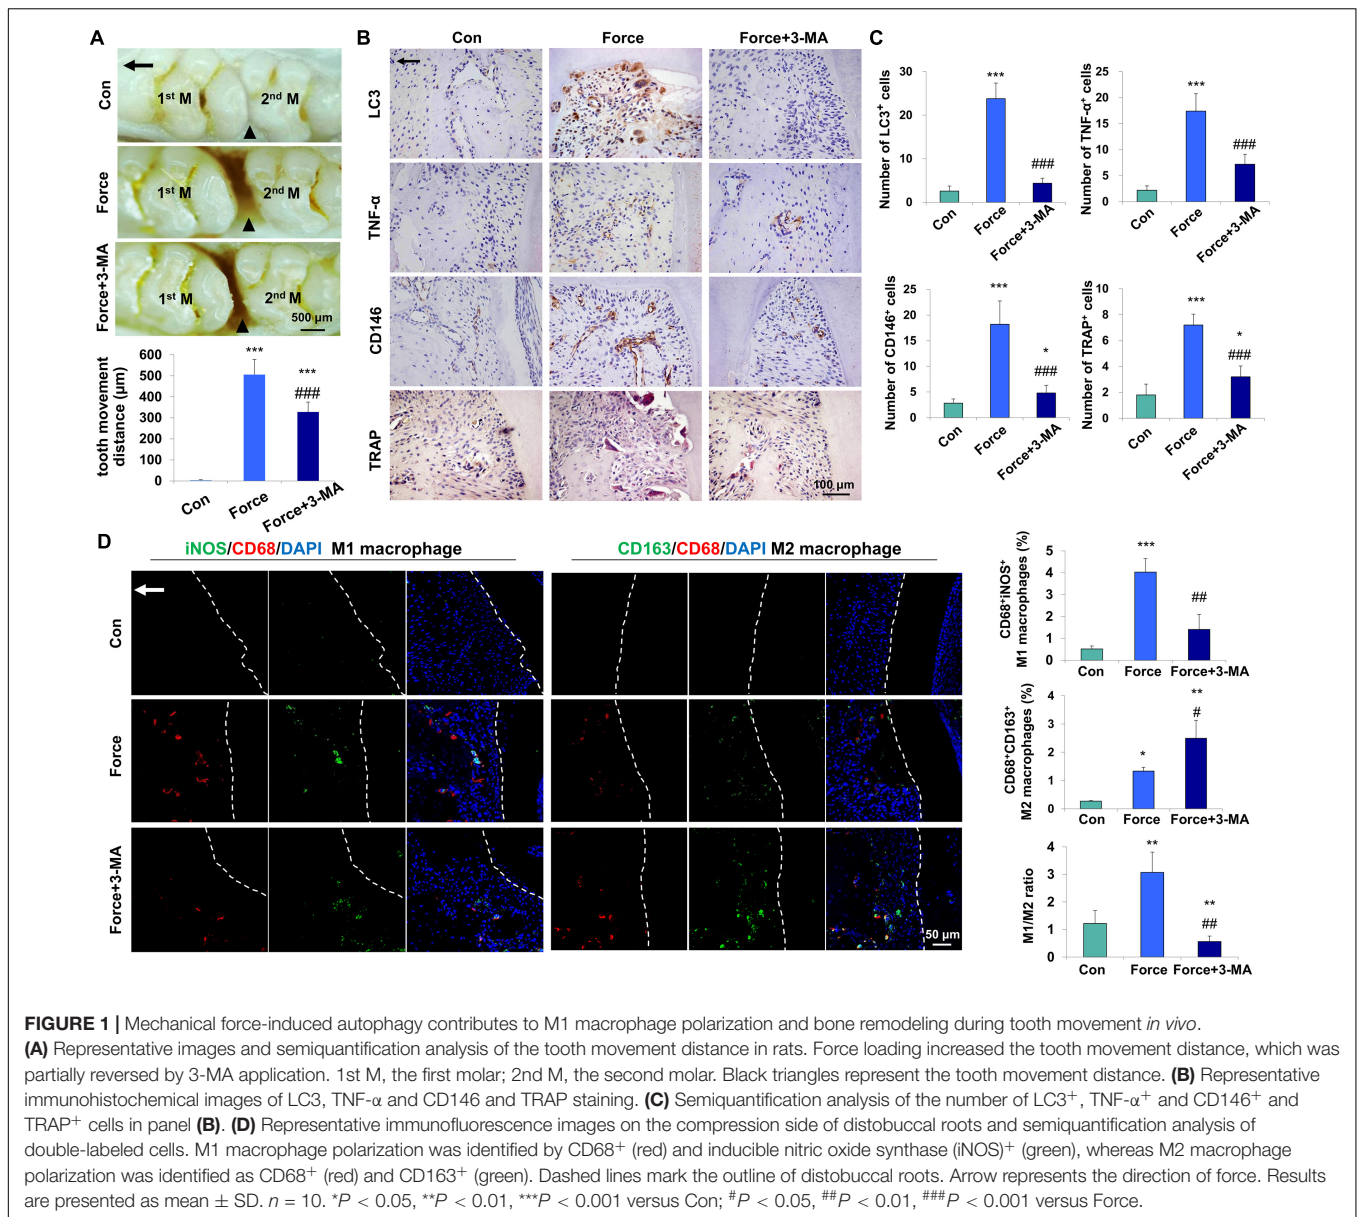 A
Con
1st M
2nd M
Force
1st M
2nd M
Force+3-MA
1st M
2nd M
500 µm
tooth movement
distance (µm)
600
500
400
300
200
100
0
***
***
###
Con
Force
Force+3-MA
B
Con
Force
Force+3-MA
LC3
TNF-α
CD146
TRAP
100 µm
C
Number of LC3+ cells
30
20
10
0
***
###
Con
Force
Force+3-MA
Number of TNF-α+ cells
25
20
15
10
5
0
***
###
Con
Force
Force+3-MA
Number of CD146+ cells
25
20
15
10
5
0
***
*
###
Con
Force
Force+3-MA
Number of TRAP+ cells
10
8
6
4
2
0
***
*
###
Con
Force
Force+3-MA
D
iNOS/CD68/DAPI M1 macrophage
CD163/CD68/DAPI M2 macrophage
Con
Force
Force+3-MA
50 µm
CD68+iNOS+
M1 macrophages (%)
5
4
3
2
1
0
***
##
Con
Force
Force+3-MA
CD68+CD163+
M2 macrophages (%)
4
3
2
1
0
*
**
#
Con
Force
Force+3-MA
M1/M2 ratio
4
3
2
1
0
**
**
##
Con
Force
Force+3-MA
FIGURE 1 | Mechanical force-induced autophagy contributes to M1 macrophage polarization and bone remodeling during tooth movement in vivo.
(A) Representative images and semiquantification analysis of the tooth movement distance in rats. Force loading increased the tooth movement distance, which was
partially reversed by 3-MA application. 1st M, the first molar; 2nd M, the second molar. Black triangles represent the tooth movement distance. (B) Representative
immunohistochemical images of LC3, TNF-α and CD146 and TRAP staining. (C) Semiquantification analysis of the number of LC3+, TNF-α+ and CD146+ and
TRAP+ cells in panel (B). (D) Representative immunofluorescence images on the compression side of distobuccal roots and semiquantification analysis of
double-labeled cells. M1 macrophage polarization was identified by CD68+ (red) and inducible nitric oxide synthase (iNOS)+ (green), whereas M2 macrophage
polarization was identified as CD68+ (red) and CD163+ (green). Dashed lines mark the outline of distobuccal roots. Arrow represents the direction of force. Results
are presented as mean ± SD. n = 10. *P < 0.05, **P < 0.01, ***P < 0.001 versus Con; #P < 0.05, ##P < 0.01, ###P < 0.001 versus Force.